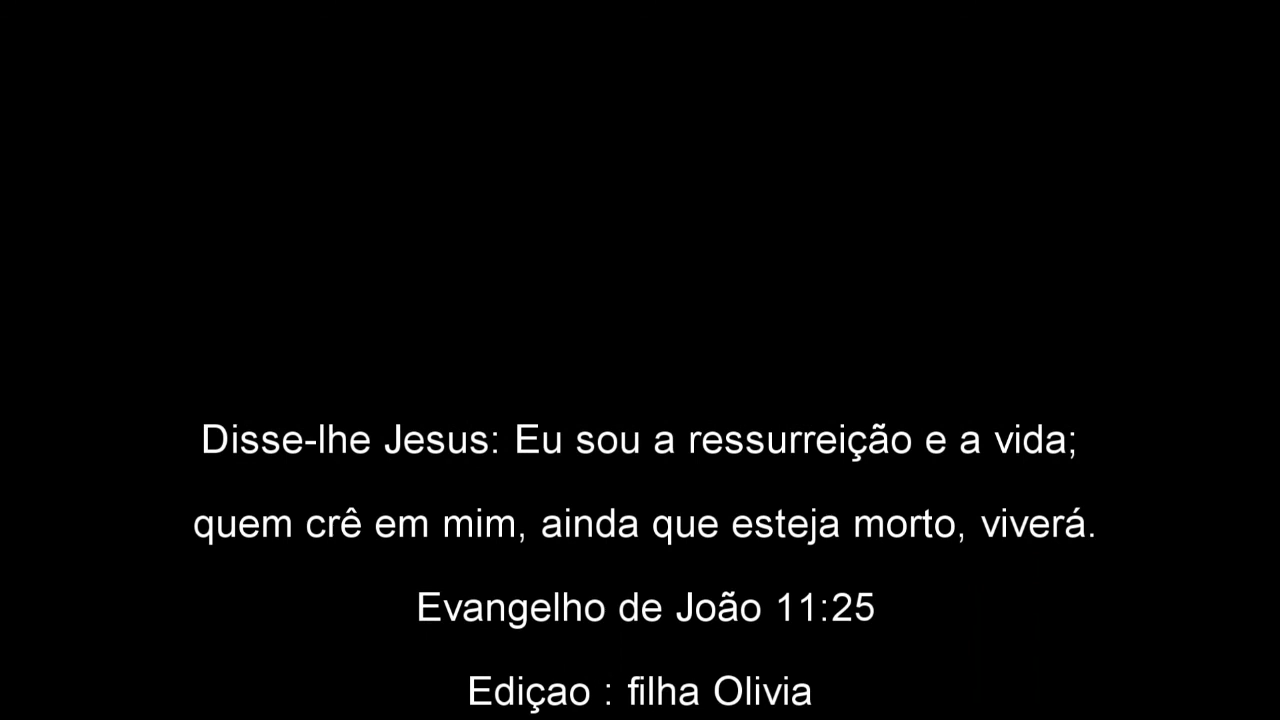 Disse-lhe Jesus: Eu sou a ressurreição e a vida;
quem crê em mim, ainda que esteja morto, viverá.
Evangelho de João 11:25
Ediçao : filha Olivia